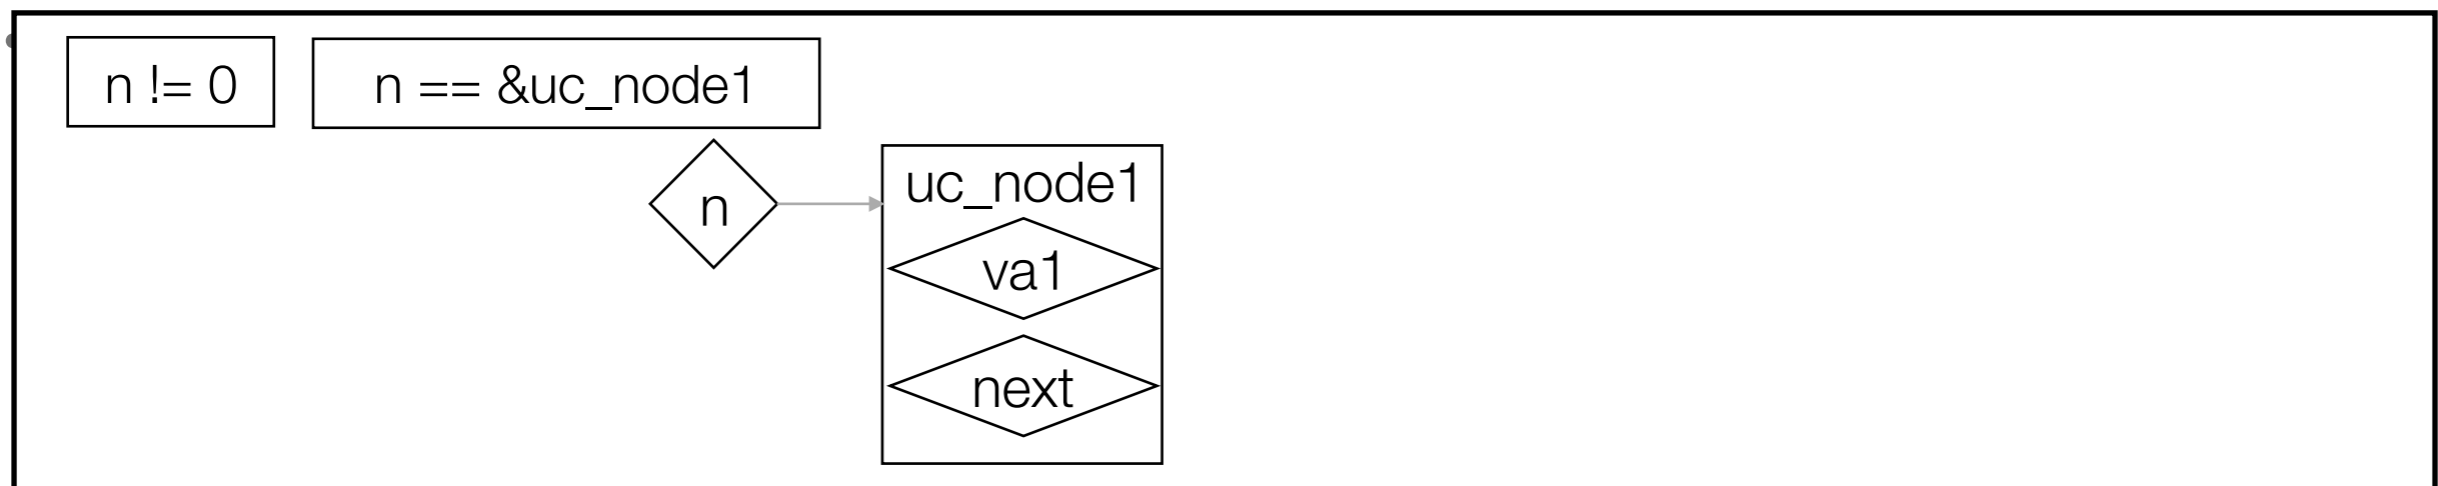 n != 0
n == &uc_node1
n
uc_node1
va1
next